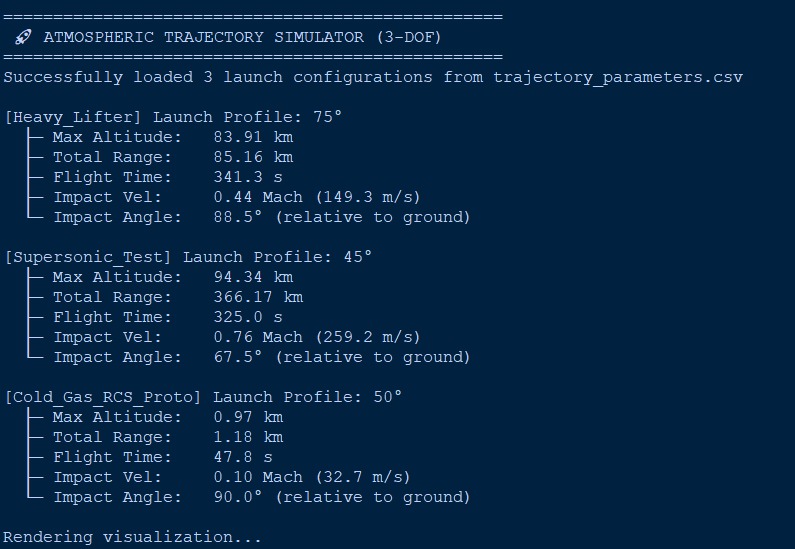 ==================================================
🚀 ATMOSPHERIC TRAJECTORY SIMULATOR (3-DOF)
==================================================
Successfully loaded 3 launch configurations from trajectory_parameters.csv

[Heavy_Lifter] Launch Profile: 75°
  ├─ Max Altitude:   83.91 km
  ├─ Total Range:    85.16 km
  ├─ Flight Time:    341.3 s
  ├─ Impact Vel:     0.44 Mach (149.3 m/s)
  └─ Impact Angle:   88.5° (relative to ground)

[Supersonic_Test] Launch Profile: 45°
  ├─ Max Altitude:   94.34 km
  ├─ Total Range:    366.17 km
  ├─ Flight Time:    325.0 s
  ├─ Impact Vel:     0.76 Mach (259.2 m/s)
  └─ Impact Angle:   67.5° (relative to ground)

[Cold_Gas_RCS_Proto] Launch Profile: 50°
  ├─ Max Altitude:   0.97 km
  ├─ Total Range:    1.18 km
  ├─ Flight Time:    47.8 s
  ├─ Impact Vel:     0.10 Mach (32.7 m/s)
  └─ Impact Angle:   90.0° (relative to ground)

Rendering visualization...